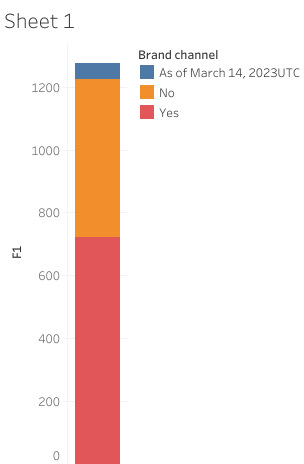 Sheet 1
Brand channel
As of March 14, 2023UTC
No
Yes
F1
1200
1000
800
600
400
200
0